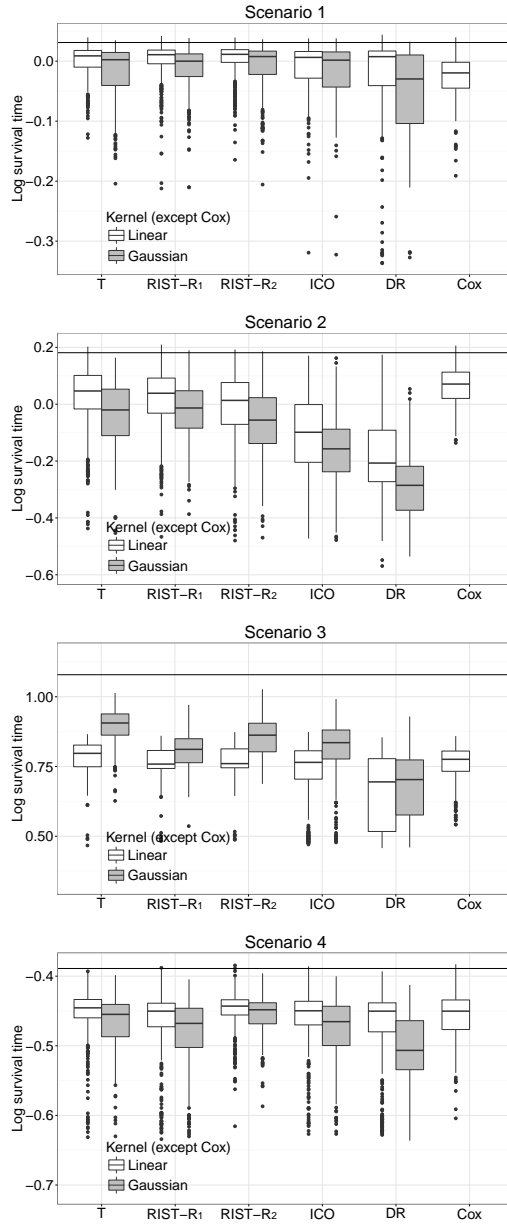 Scenario 1
Log survival time
0.0
−0.1
−0.2
−0.3
Kernel (except Cox)
Linear
Gaussian
T RIST−R1 RIST−R2 ICO DR Cox
Scenario 2
Log survival time
0.2
0.0
−0.2
−0.4
−0.6
Kernel (except Cox)
Linear
Gaussian
T RIST−R1 RIST−R2 ICO DR Cox
Scenario 3
Log survival time
1.00
0.75
0.50
Kernel (except Cox)
Linear
Gaussian
T RIST−R1 RIST−R2 ICO DR Cox
Scenario 4
Log survival time
−0.4
−0.5
−0.6
−0.7
Kernel (except Cox)
Linear
Gaussian
T RIST−R1 RIST−R2 ICO DR Cox